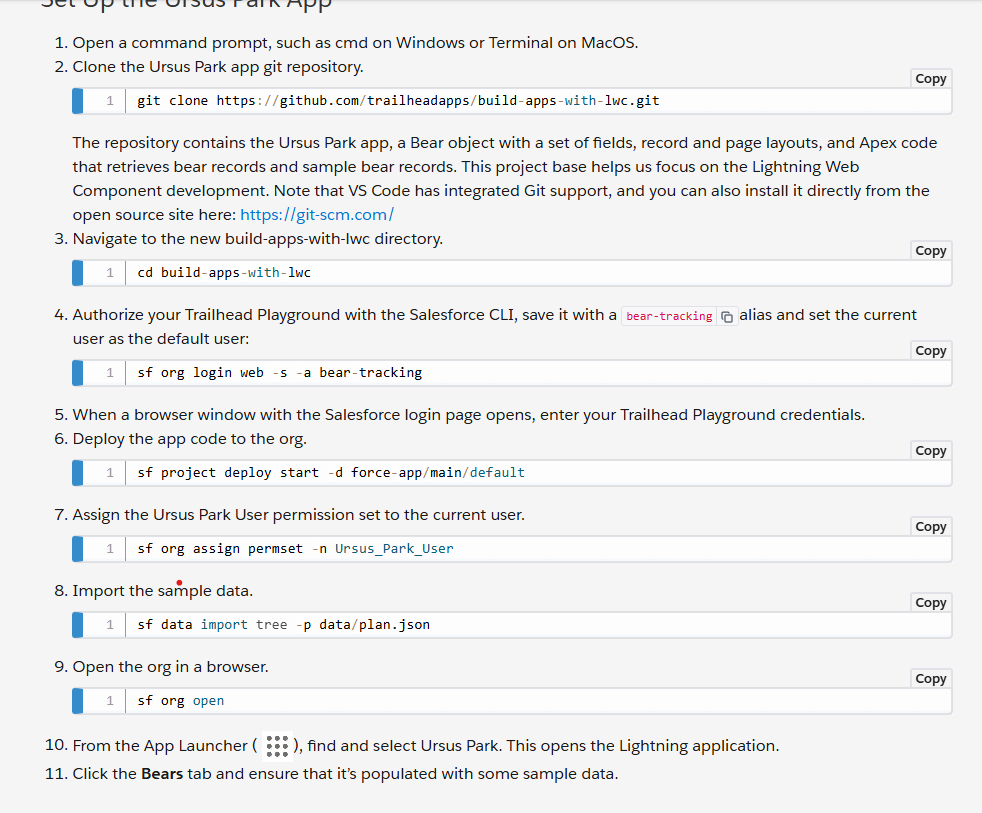 Set Up the Ursus Park App
1. Open a command prompt, such as cmd on Windows or Terminal on MacOS.
2. Clone the Ursus Park app git repository.
Copy
1 git clone https://github.com/trailheadapps/build-apps-with-lwc.git
The repository contains the Ursus Park app, a Bear object with a set of fields, record and page layouts, and Apex code
that retrieves bear records and sample bear records. This project base helps us focus on the Lightning Web
Component development. Note that VS Code has integrated Git support, and you can also install it directly from the
open source site here: https://git-scm.com/
3. Navigate to the new build-apps-with-lwc directory.
Copy
1 cd build-apps-with-lwc
4. Authorize your Trailhead Playground with the Salesforce CLI, save it with a bear-tracking alias and set the current
user as the default user:
Copy
1 sf org login web -s -a bear-tracking
5. When a browser window with the Salesforce login page opens, enter your Trailhead Playground credentials.
6. Deploy the app code to the org.
Copy
1 sf project deploy start -d force-app/main/default
7. Assign the Ursus Park User permission set to the current user.
Copy
1 sf org assign permset -n Ursus_Park_User
8. Import the sample data.
Copy
1 sf data import tree -p data/plan.json
9. Open the org in a browser.
Copy
1 sf org open
10. From the App Launcher ( ), find and select Ursus Park. This opens the Lightning application.
11. Click the Bears tab and ensure that it’s populated with some sample data.